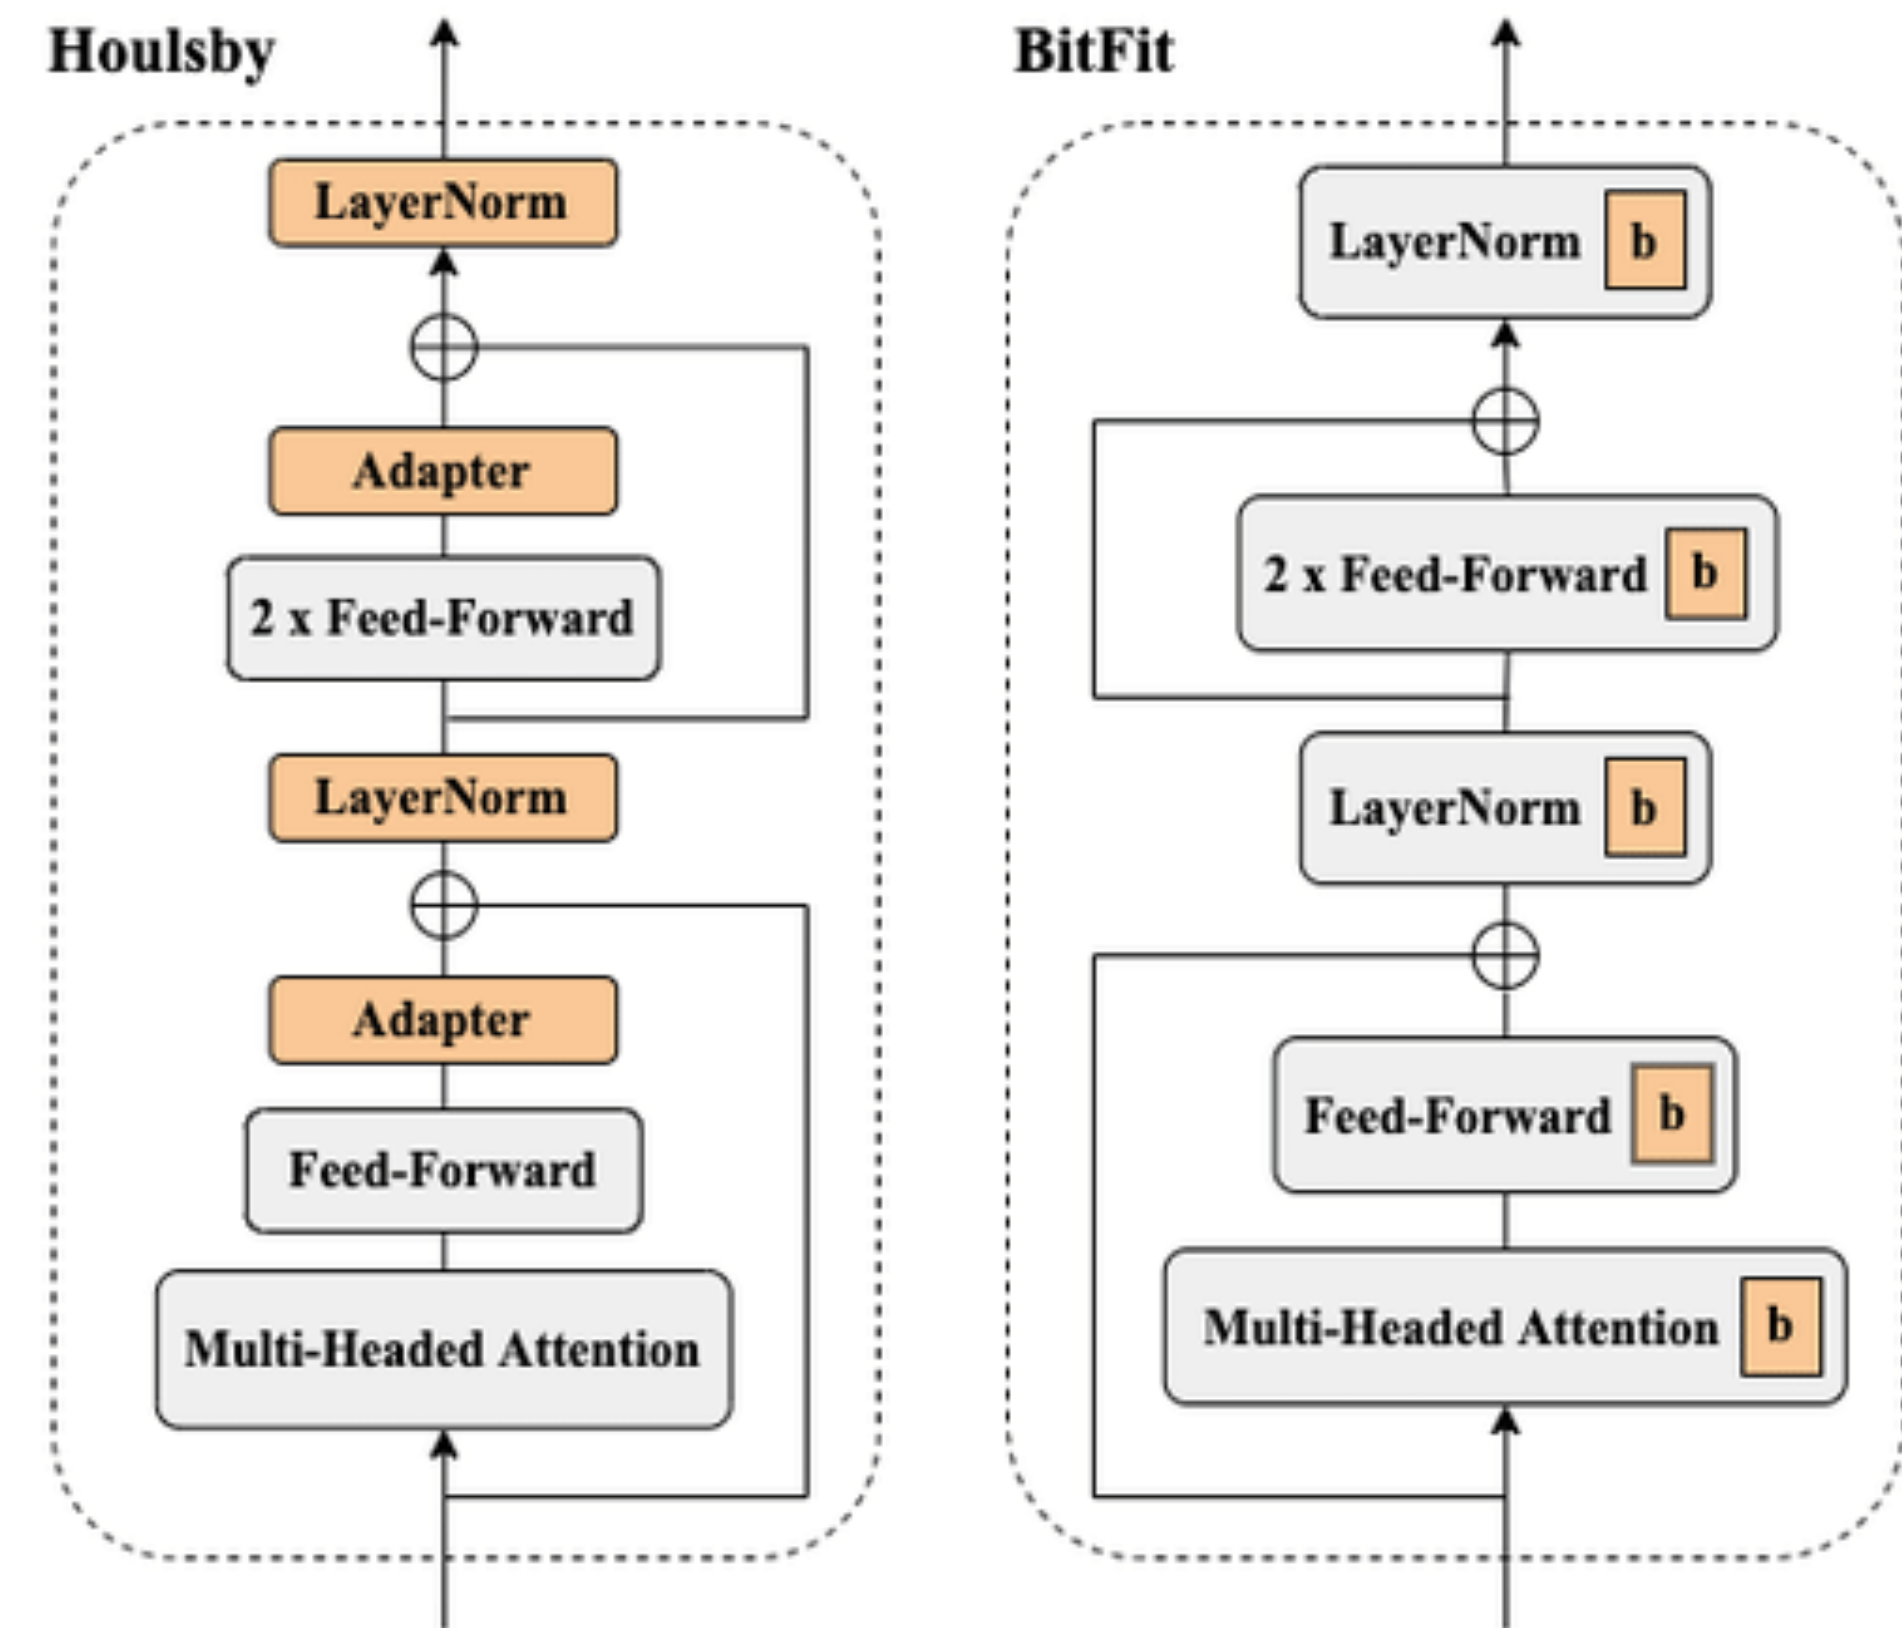 Houlsby
LayerNorm
Adapter
2 x Feed-Forward
LayerNorm
Adapter
Feed-Forward
Multi-Headed Attention
BitFit
LayerNorm b
2 x Feed-Forward b
LayerNorm b
Feed-Forward b
Multi-Headed Attention b